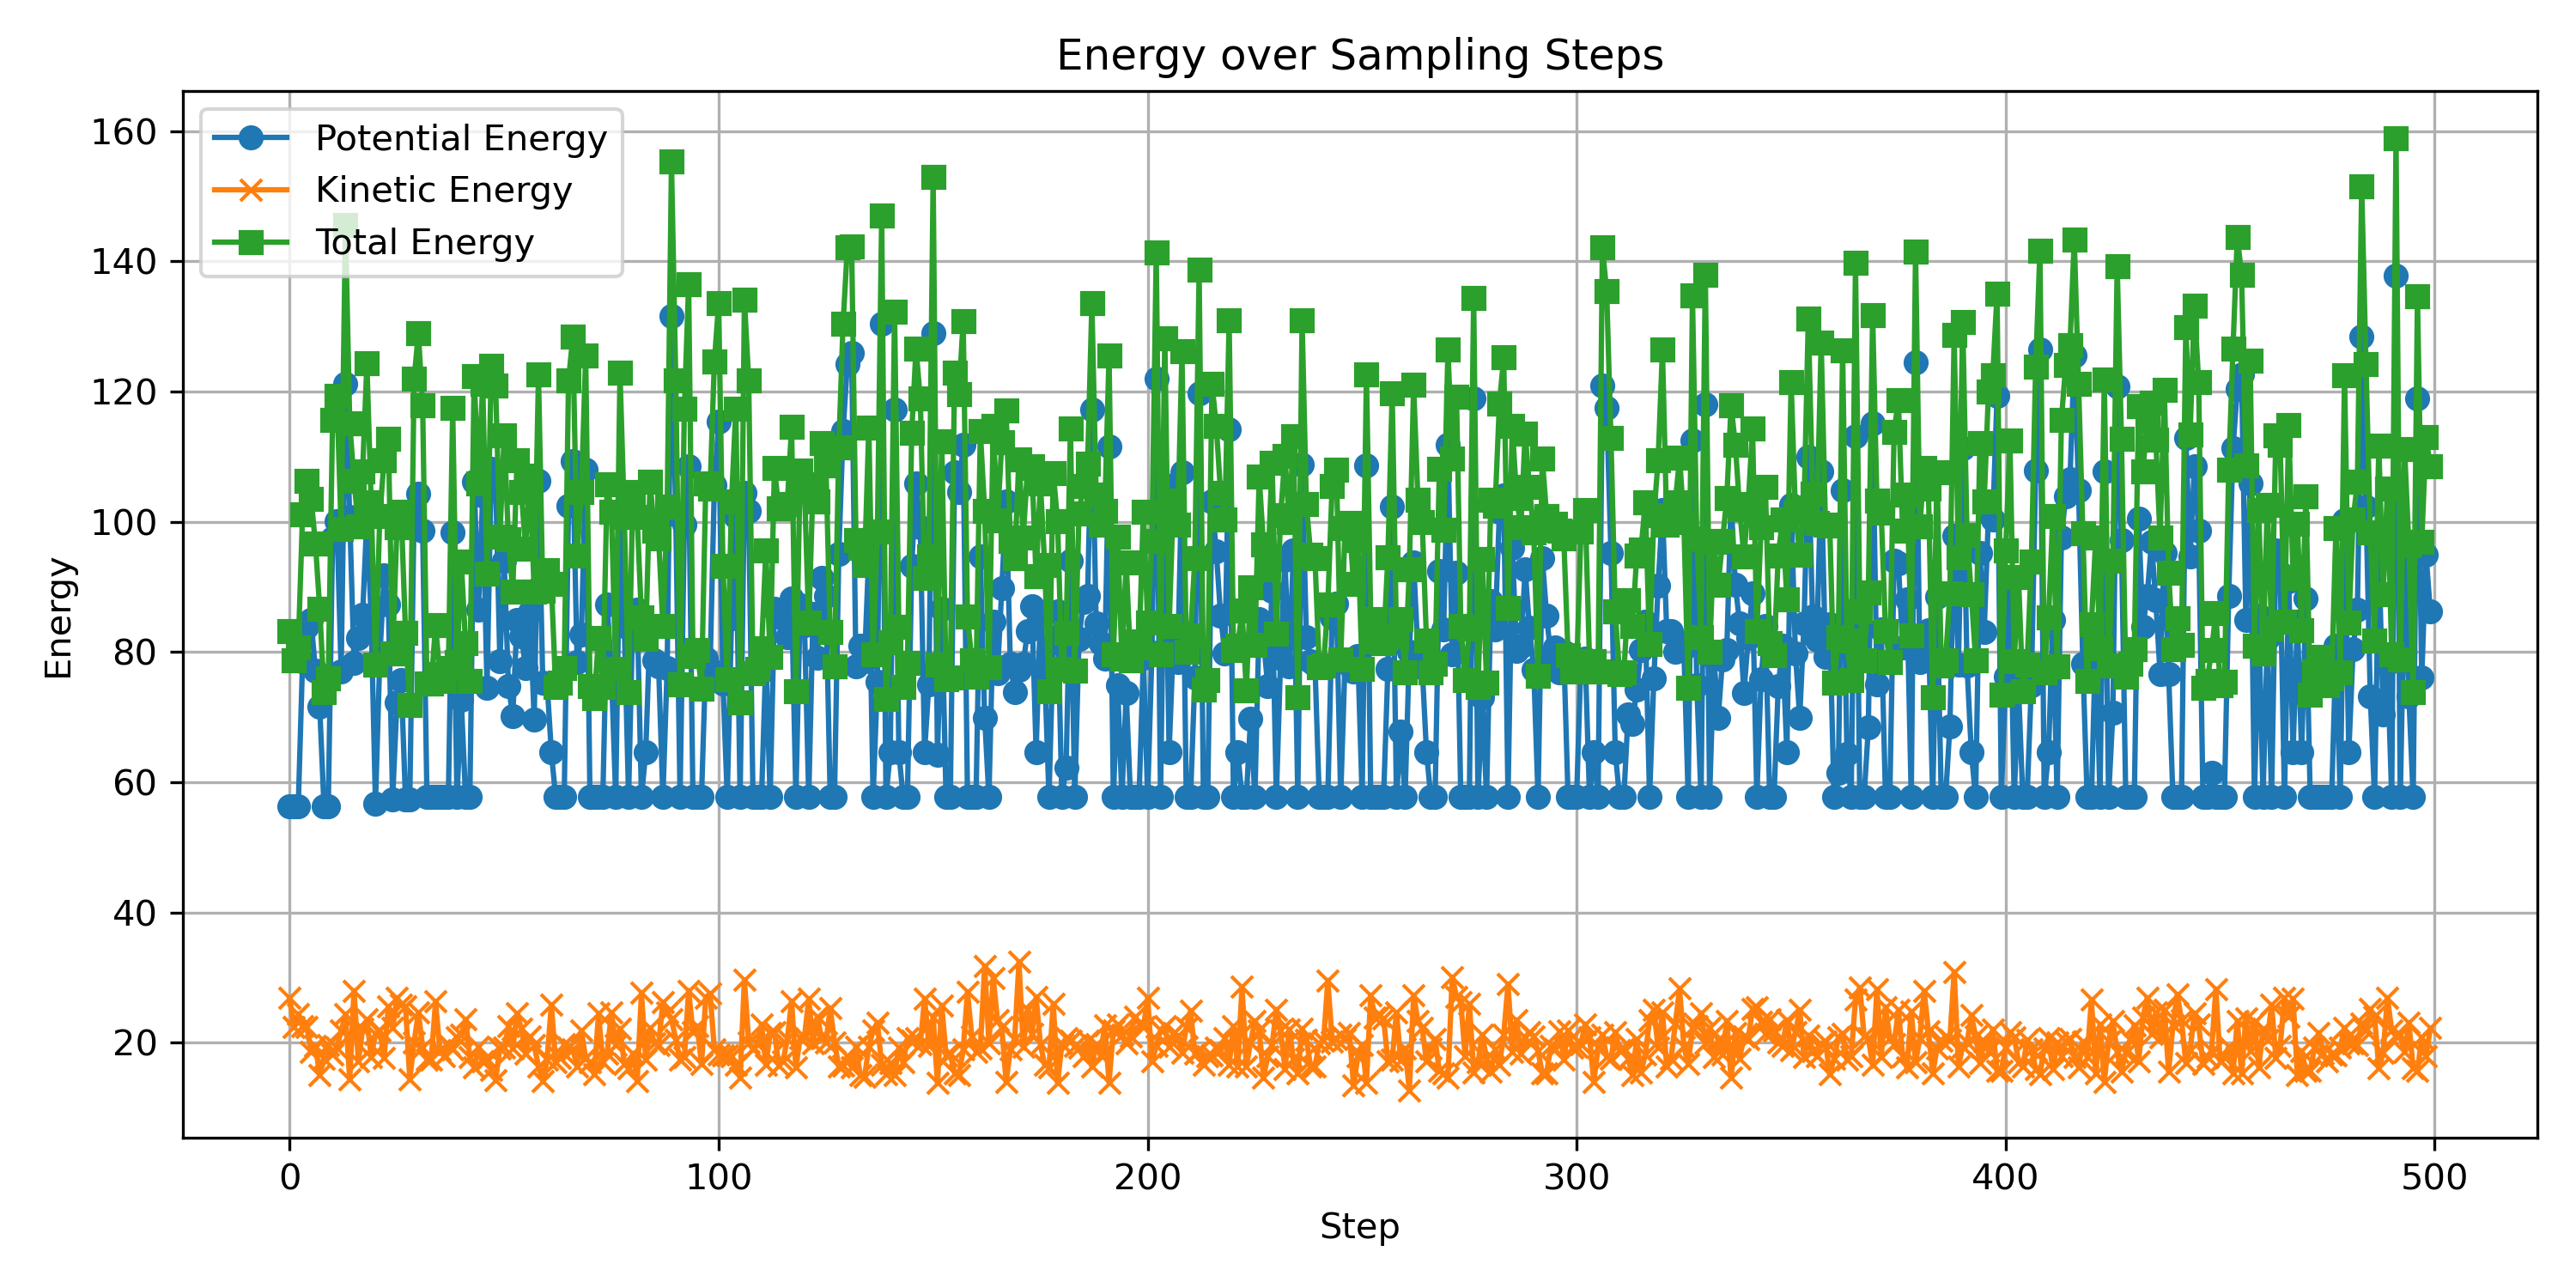 Energy over Sampling Steps
Potential Energy
Kinetic Energy
Total Energy
Energy
160
140
120
100
80
60
40
20
0
100
200
300
400
500
Step